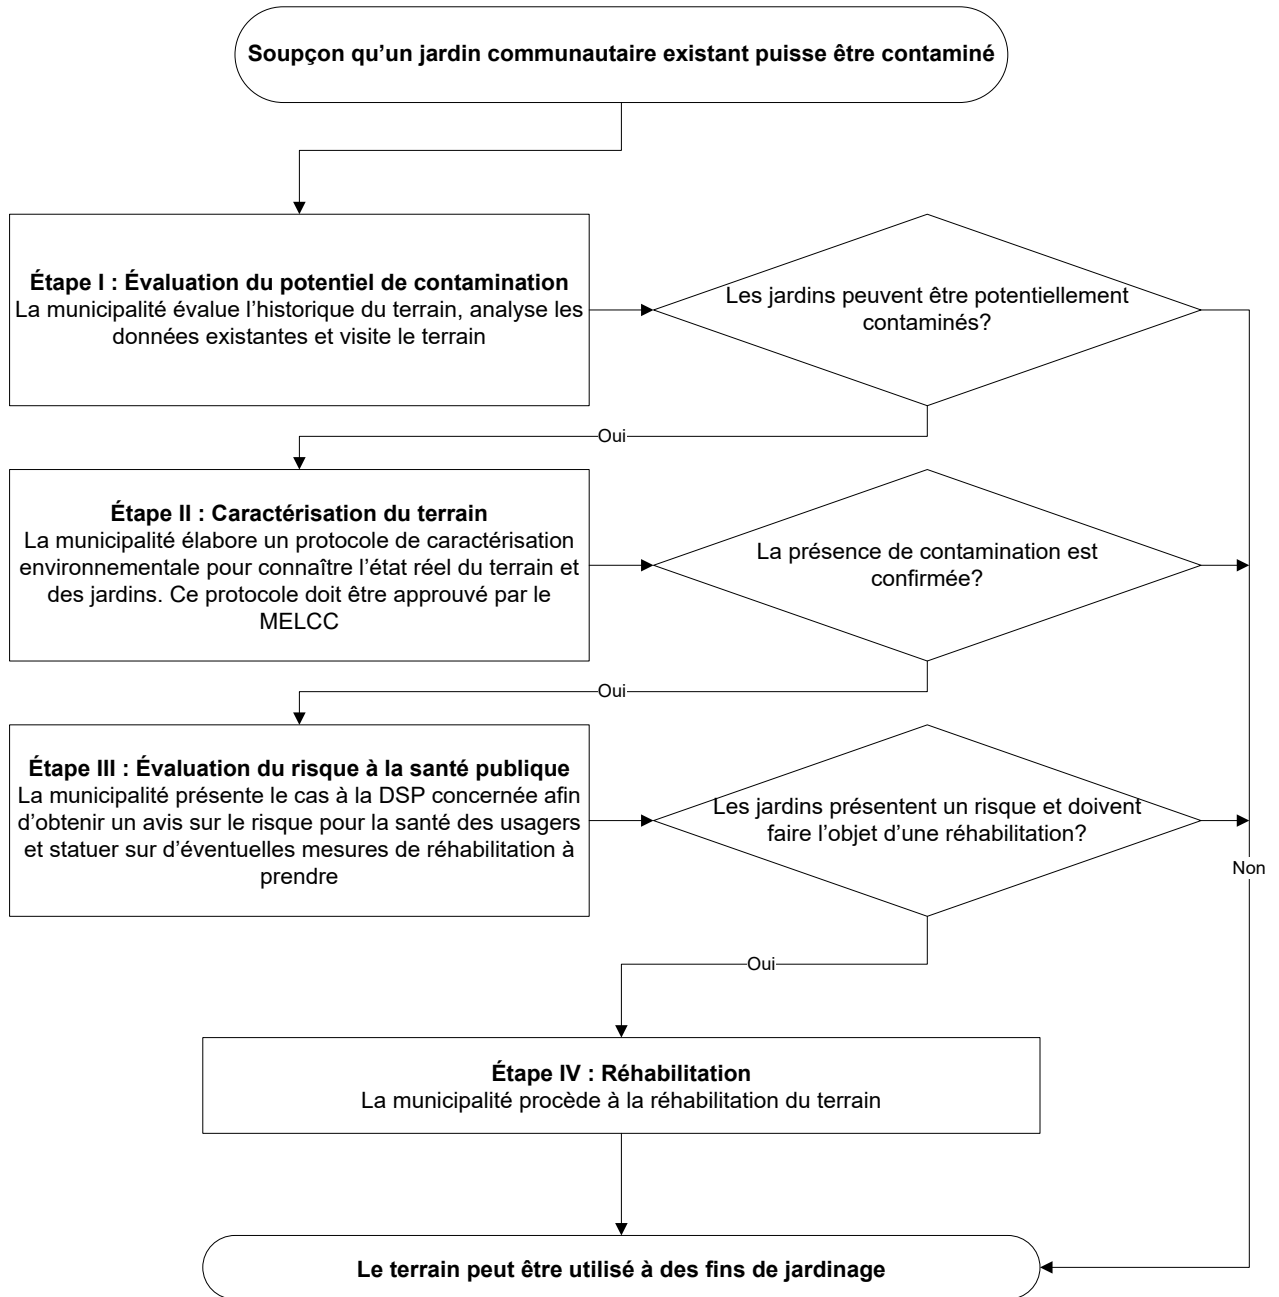 Soupçon qu'un jardin communautaire existant puisse être contaminé
Étape I : Évaluation du potentiel de contamination
La municipalité évalue l'historique du terrain, analyse les
données existantes et visite le terrain
Les jardins peuvent être potentiellement
contaminés?
Oui
Étape II : Caractérisation du terrain
La municipalité élabore un protocole de caractérisation
environnementale pour connaître l'état réel du terrain et
des jardins. Ce protocole doit être approuvé par le
MELCC
La présence de contamination est
confirmée?
Oui
Étape III : Évaluation du risque à la santé publique
La municipalité présente le cas à la DSP concernée afin
d'obtenir un avis sur le risque pour la santé des usagers
et statuer sur d'éventuelles mesures de réhabilitation à
prendre
Les jardins présentent un risque et doivent
faire l'objet d'une réhabilitation?
Non
Oui
Étape IV : Réhabilitation
La municipalité procède à la réhabilitation du terrain
Le terrain peut être utilisé à des fins de jardinage